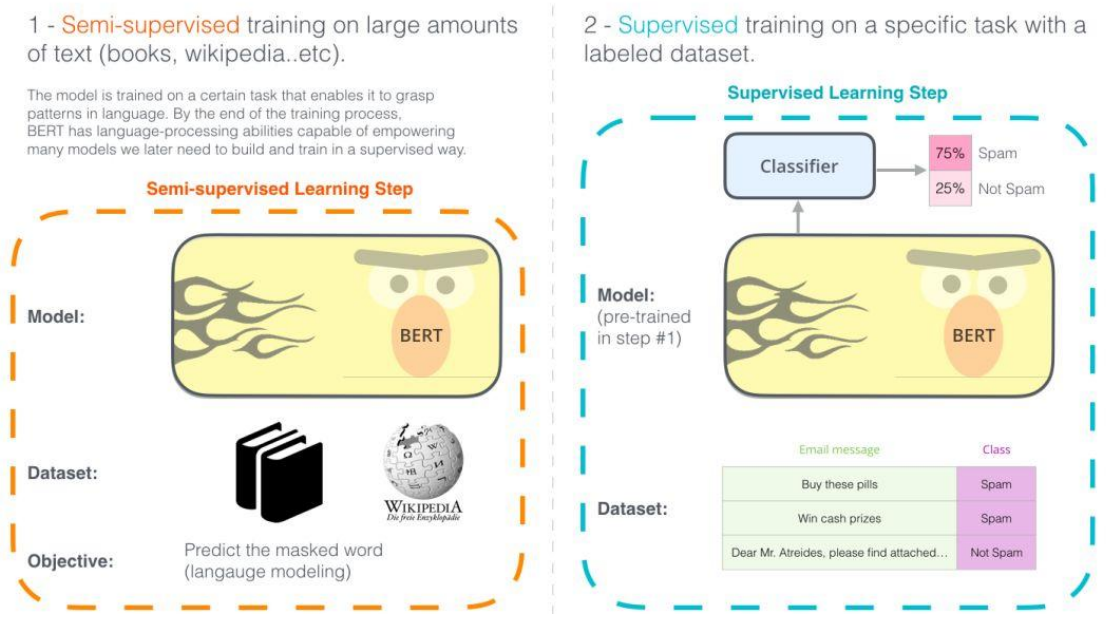 1 - Semi-supervised training on large amounts
of text (books, wikipedia..etc).
The model is trained on a certain task that enables it to grasp
patterns in language. By the end of the training process,
BERT has language-processing abilities capable of empowering
many models we later need to build and train in a supervised way.
Semi-supervised Learning Step
Model:
BERT
Dataset:
WIKIPEDIA
Die freie Enzyklopädie
Objective:
Predict the masked word
(langauge modeling)
2 - Supervised training on a specific task with a
labeled dataset.
Supervised Learning Step
Classifier
75% Spam
25% Not Spam
Model:
(pre-trained
in step #1)
BERT
Dataset:
Email message Class
Buy these pills Spam
Win cash prizes Spam
Dear Mr. Atreides, please find attached... Not Spam